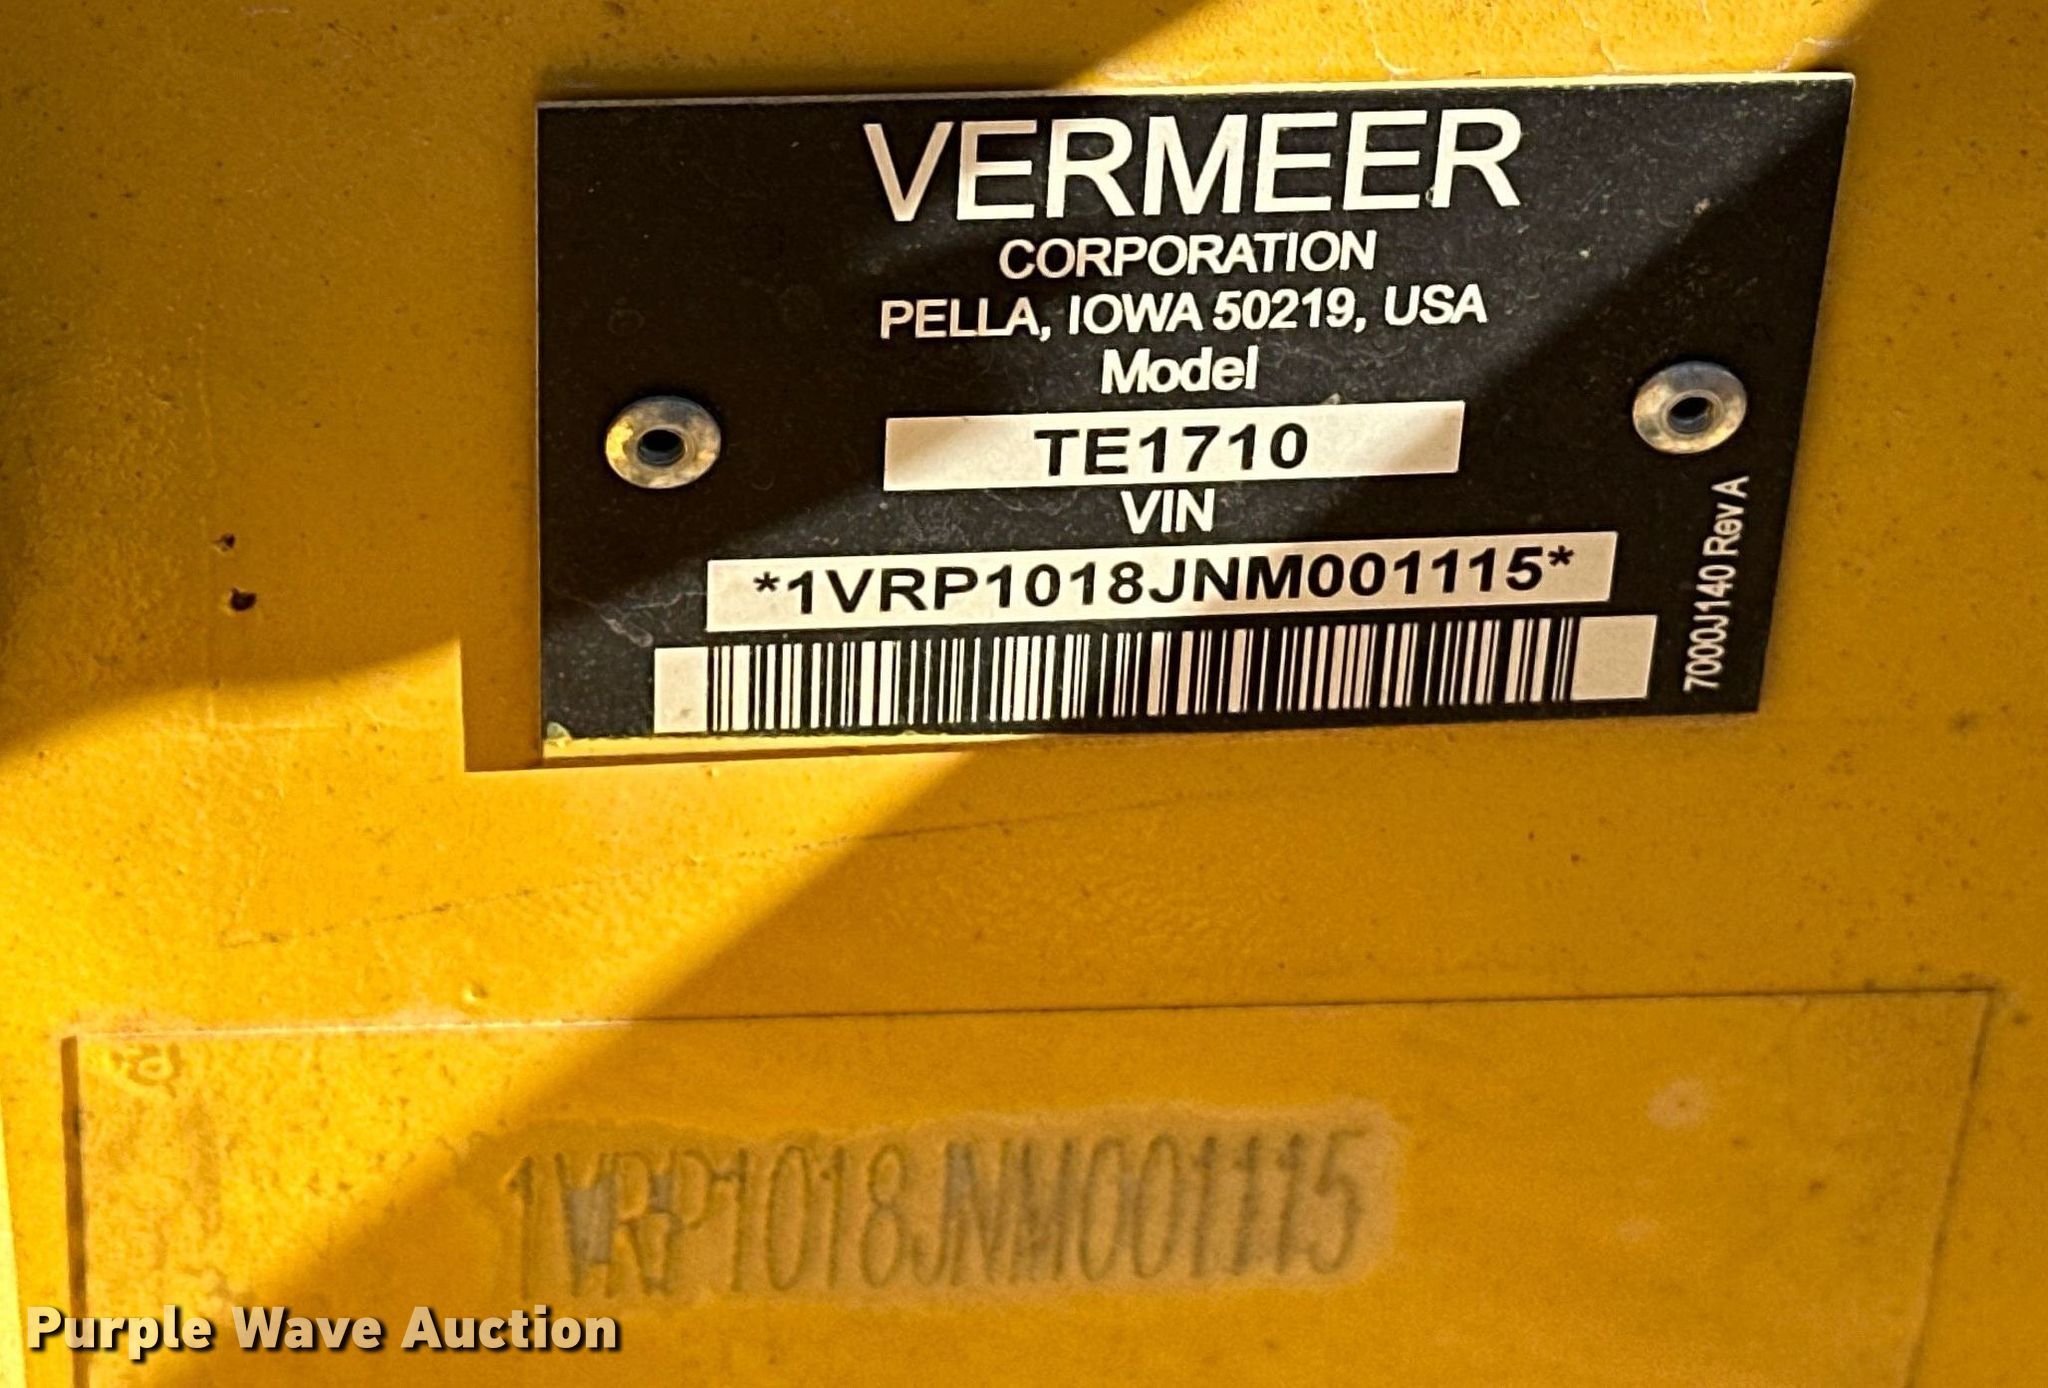 VERMEER
CORPORATION
PELLA, IOWA 50219, USA
Model
TE1710
VIN
*1VRP1018JNM001115*
7000J140 Rev A
1VRP1018JNM001115
Purple Wave Auction